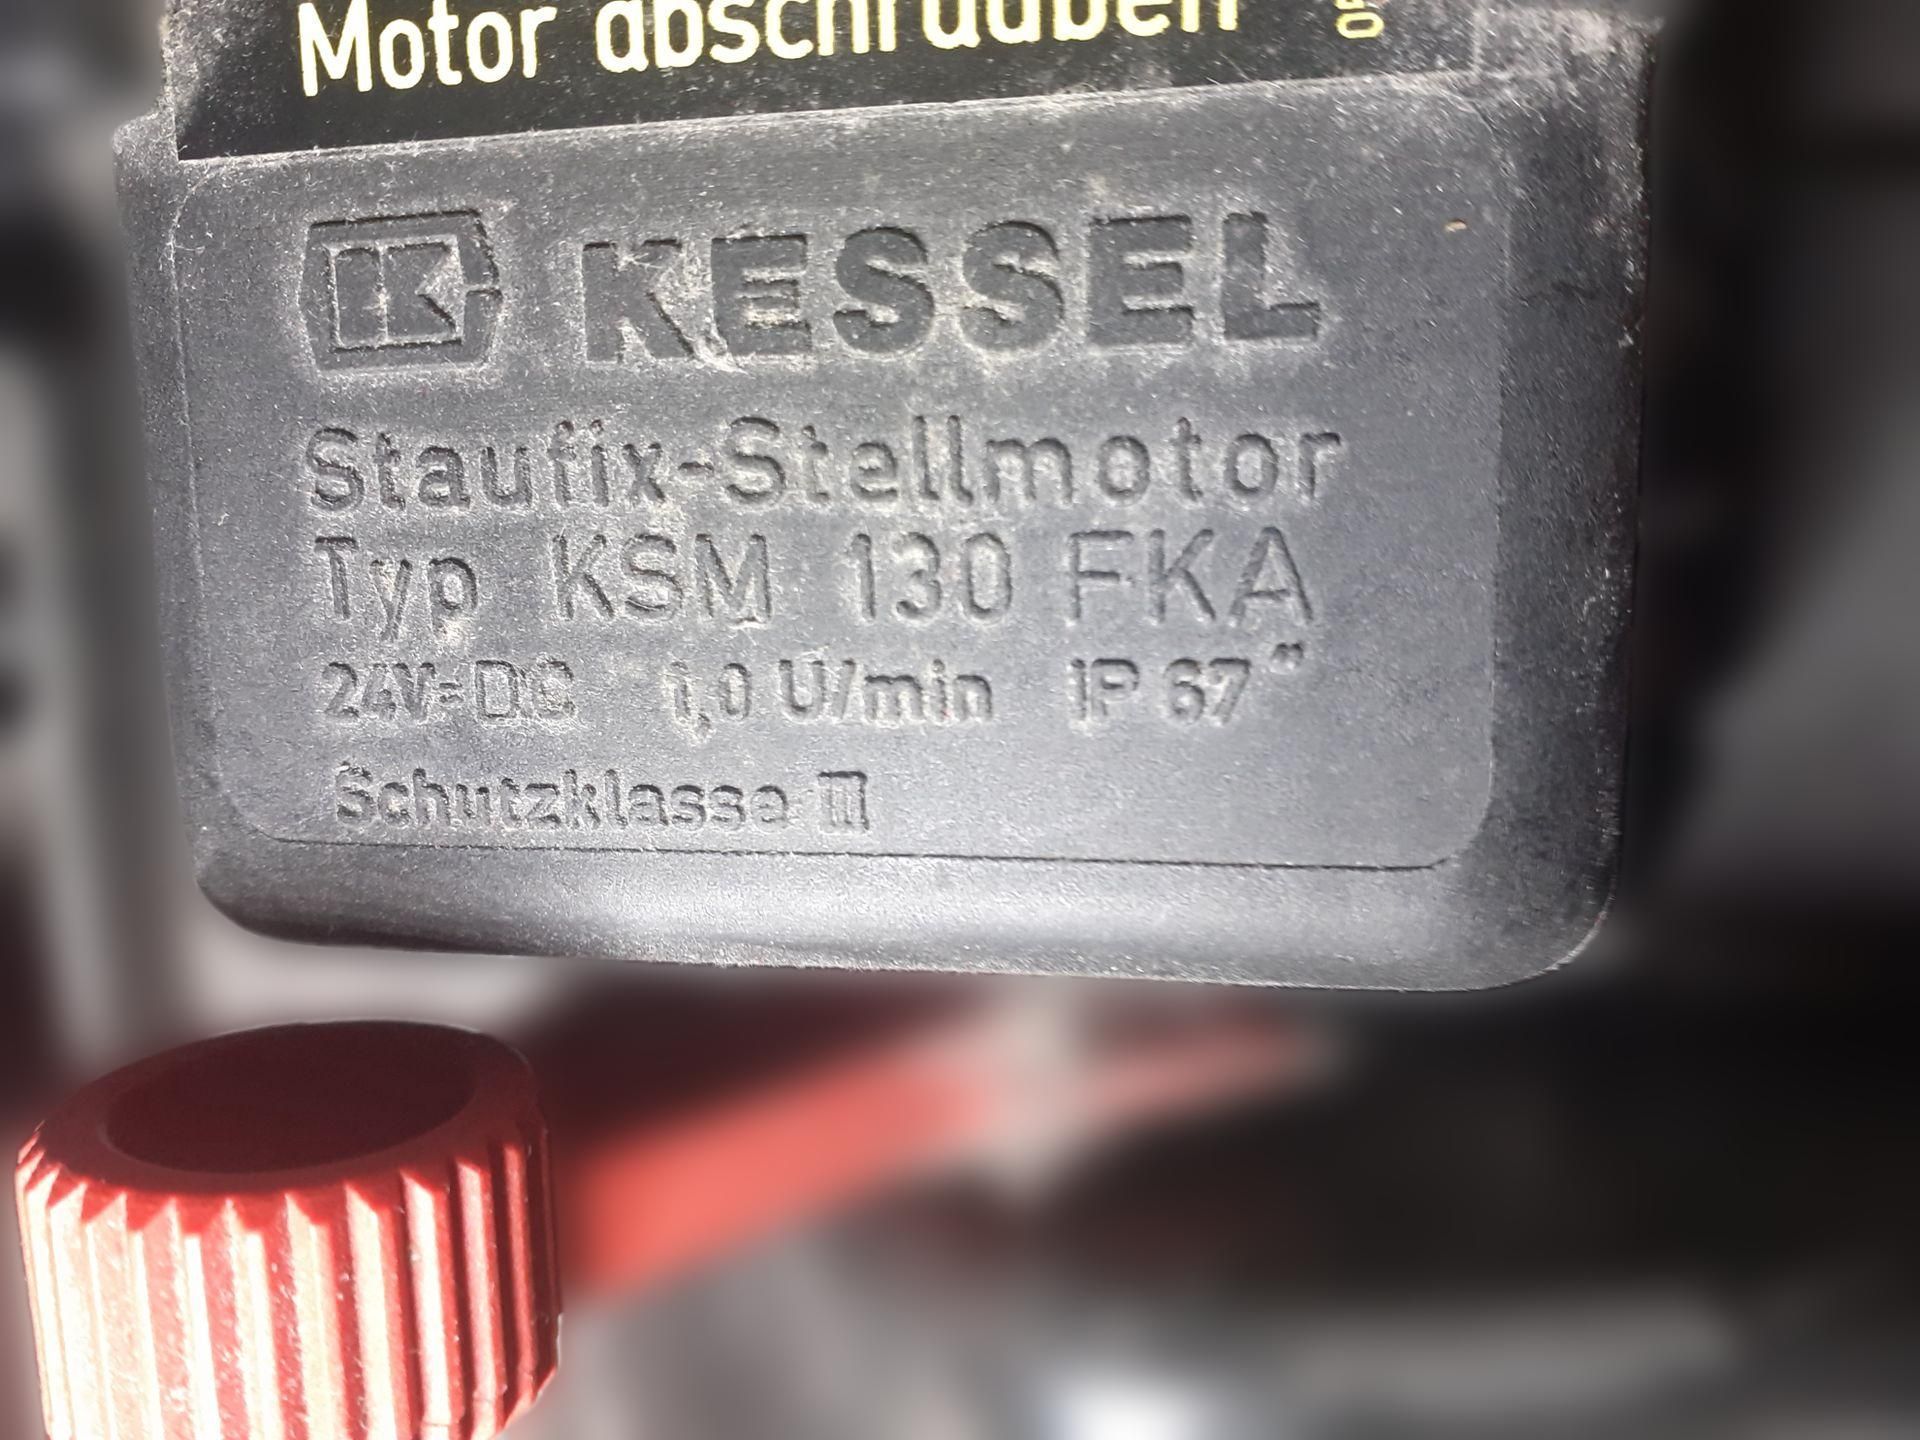 Motor abschrauben
KESSEL
Staufix-Stellmotor
Typ KSM 130 FKA
24V=DC 1,0 U/min IP 67"
Schutzklasse III